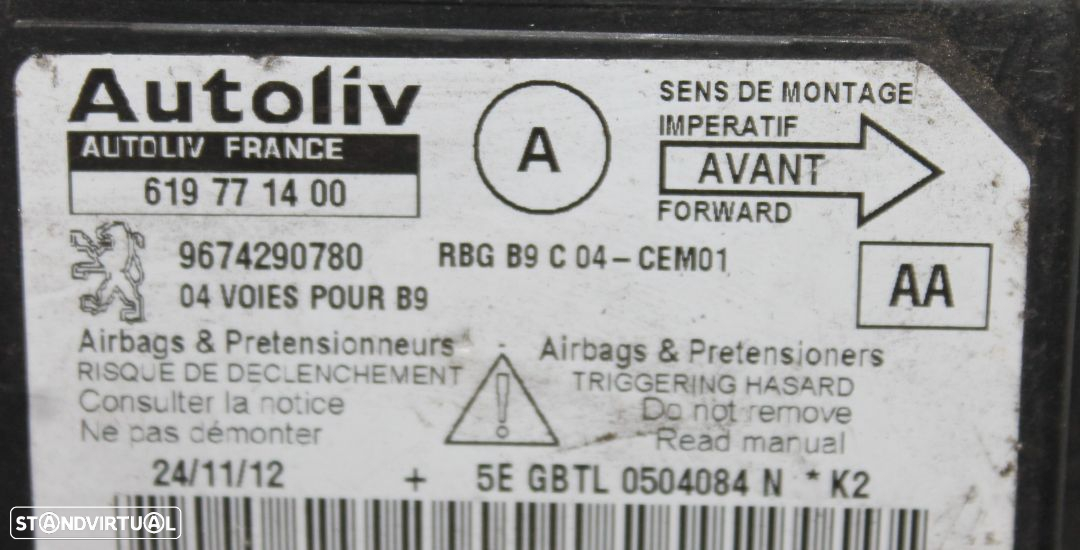 Autoliv
AUTOLIV FRANCE
619 77 14 00
A
SENS DE MONTAGE
IMPERATIF
AVANT
FORWARD
9674290780
RBG B9 C 04-CEM01
04 VOIES POUR B9
AA
Airbags & Pretensionneurs
RISQUE DE DECLENCHEMENT
Consulter la notice
Ne pas démonter
-
!
Airbags & Pretensioners
TRIGGERING HASARD
Do not remove
Read manual
24/11/12 + 5E GBTL 0504084 N * K2
STANDVIRTUAL